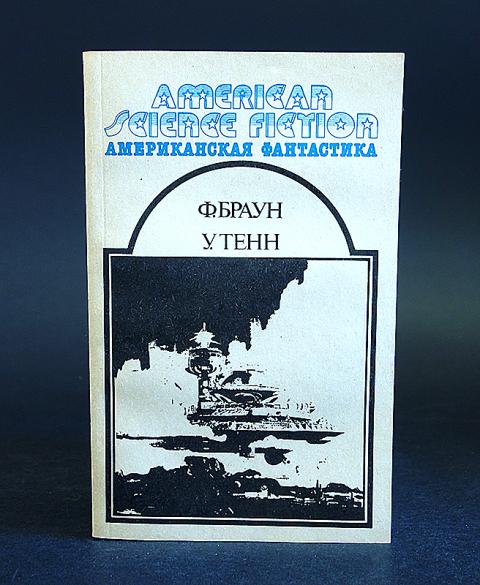 AMERICAN
SCIENCE FICTION
АМЕРИКАНСКАЯ ФАНТАСТИКА
Ф.БРАУН
У.ТЕНН